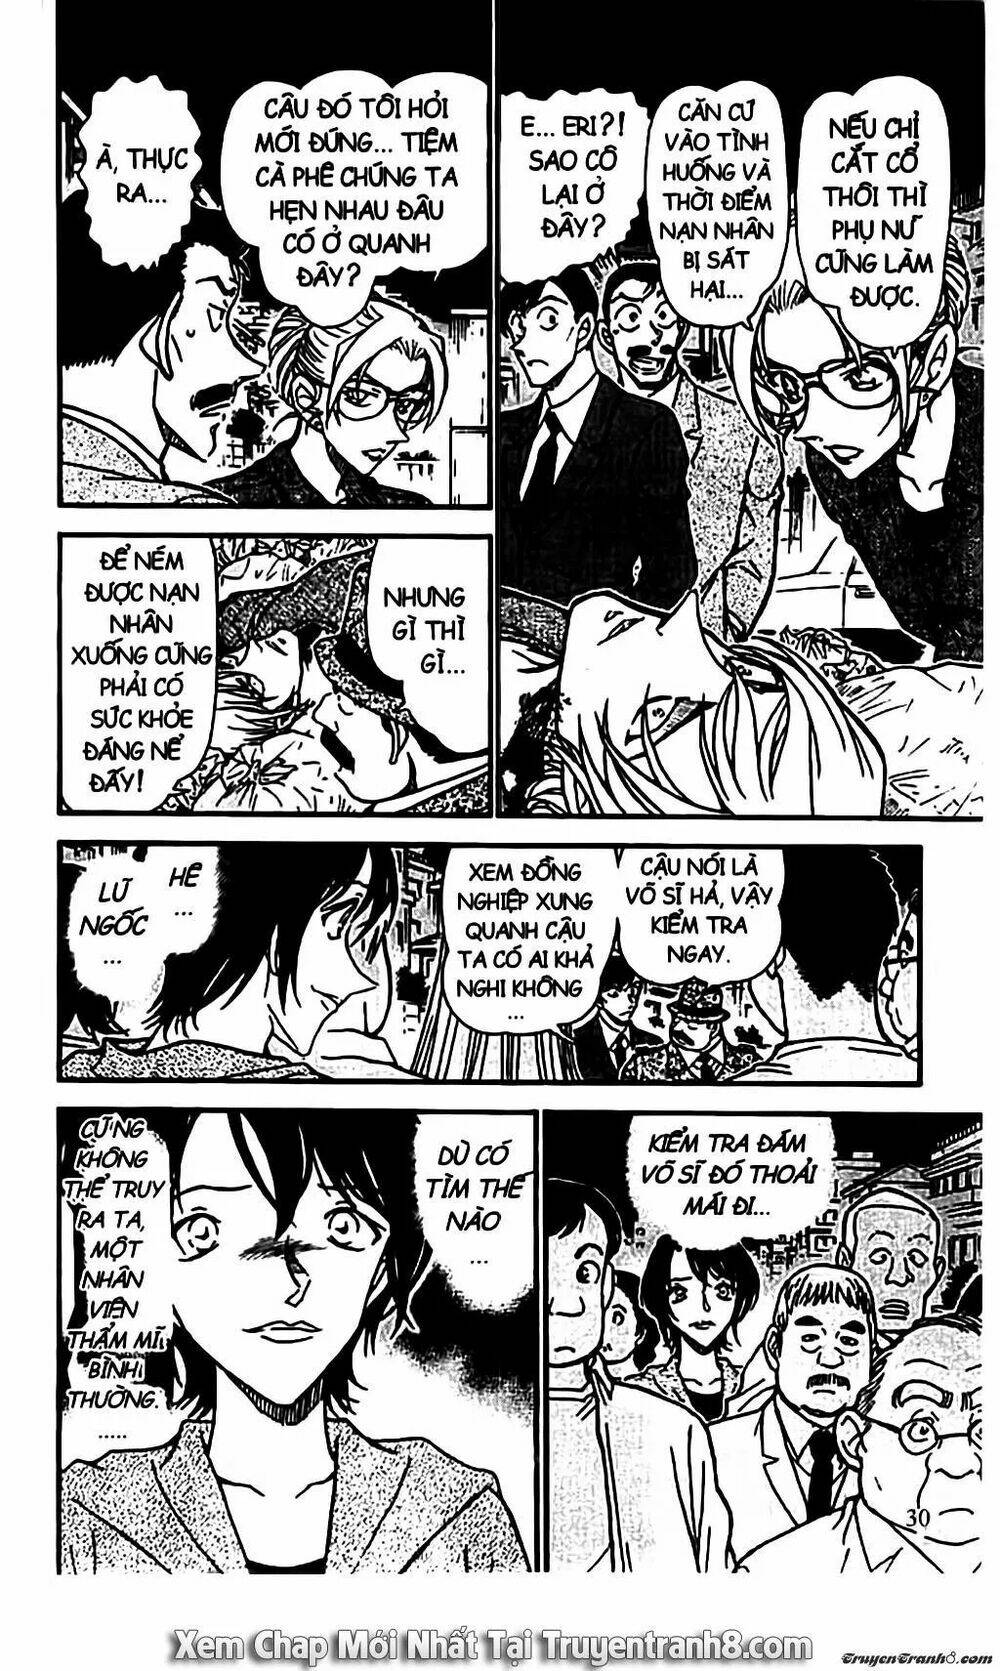 NẾU CHỈ
CẮT CỔ
THÔI THÌ
PHỤ NỮ
CŨNG LÀM
ĐƯỢC.
CĂN CỨ
VÀO TÌNH
HUỐNG VÀ
THỜI ĐIỂM
NẠN NHÂN
BỊ SÁT
HẠI...
E... ERI?!
SAO CÔ
LẠI Ở
ĐÂY?
CÂU ĐÓ TÔI HỎI
MỚI ĐÚNG... TIỆM
CÀ PHÊ CHÚNG TA
HẸN NHAU ĐÂU
CÓ Ở QUANH
ĐÂY?
À, THỰC
RA...
NHƯNG
GÌ THÌ
GÌ...
ĐỂ NÉM
ĐƯỢC NẠN
NHÂN
XUỐNG CŨNG
PHẢI CÓ
SỨC KHỎE
ĐÁNG NỂ
ĐẤY!
CẬU NÓI LÀ
VÕ SĨ HẢ, VẬY
KIỂM TRA
NGAY.
XEM ĐỒNG
NGHIỆP XUNG
QUANH CẬU
TA CÓ AI KHẢ
NGHI KHÔNG
...
HÊ
...
LŨ
NGỐC
...
KIỂM TRA ĐÁM
VÕ SĨ ĐÓ THOẢI
MÁI ĐI...
DÙ CÓ
TÌM THẾ
NÀO
...
CŨNG
KHÔNG
THỂ TRUY
RA TA,
MỘT
NHÂN
VIÊN
THẨM MĨ
BÌNH
THƯỜNG.
.....
30
Xem Chap Mới Nhất Tại Truyentranh8.com
TruyenTranh8.com